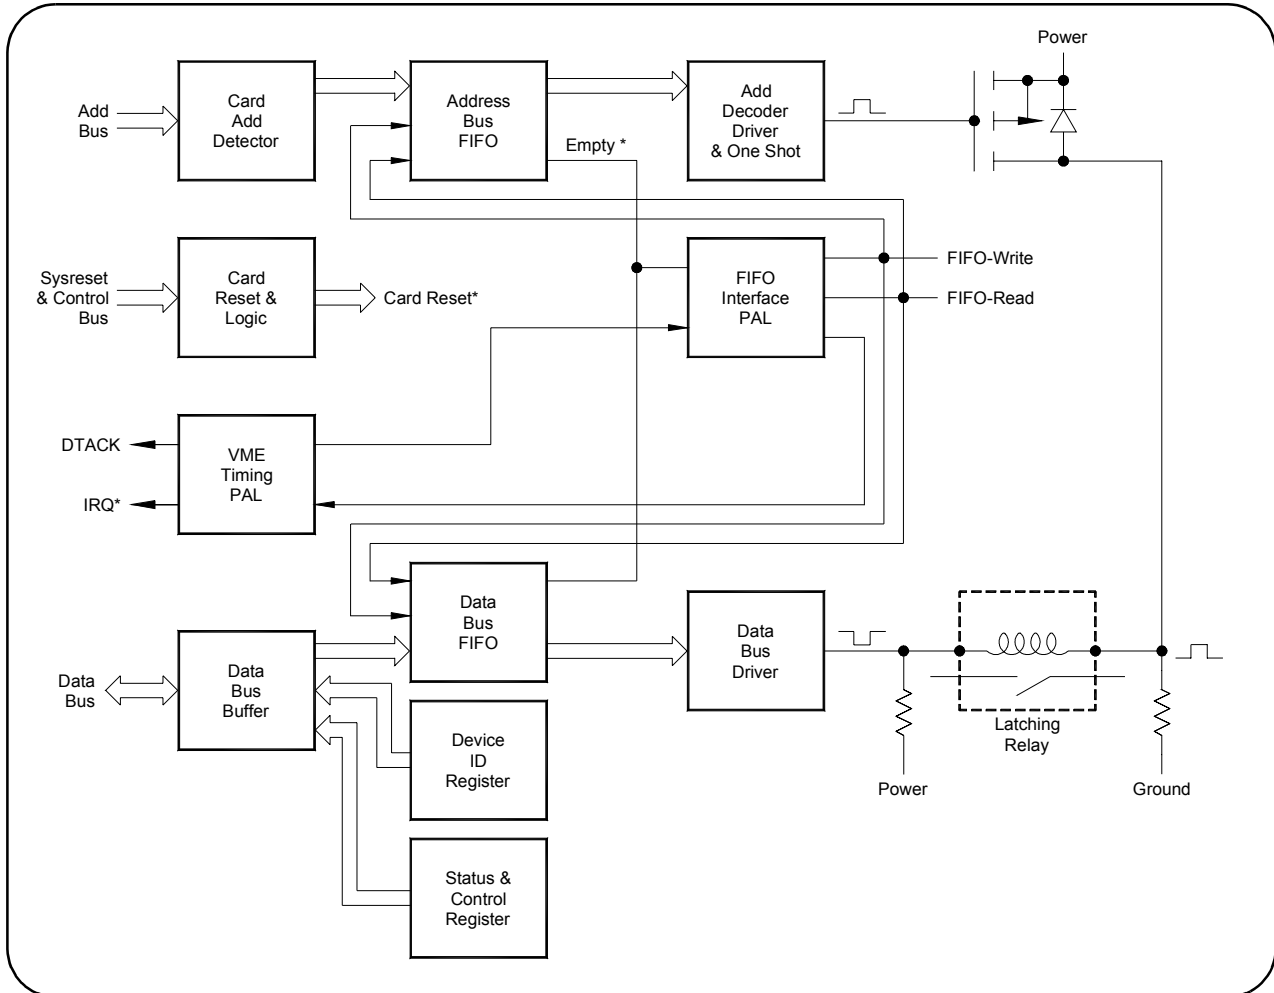 Power
Add
Bus
Card
Add
Detector
Address
Bus
FIFO
Empty *
Add
Decoder
Driver
& One Shot
Sysreset
& Control
Bus
Card
Reset &
Logic
Card Reset*
FIFO
Interface
PAL
FIFO-Write
FIFO-Read
DTACK
IRQ*
VME
Timing
PAL
Data
Bus
FIFO
Data
Bus
Driver
Data
Bus
Data
Bus
Buffer
Latching
Relay
Device
ID
Register
Power
Ground
Status &
Control
Register